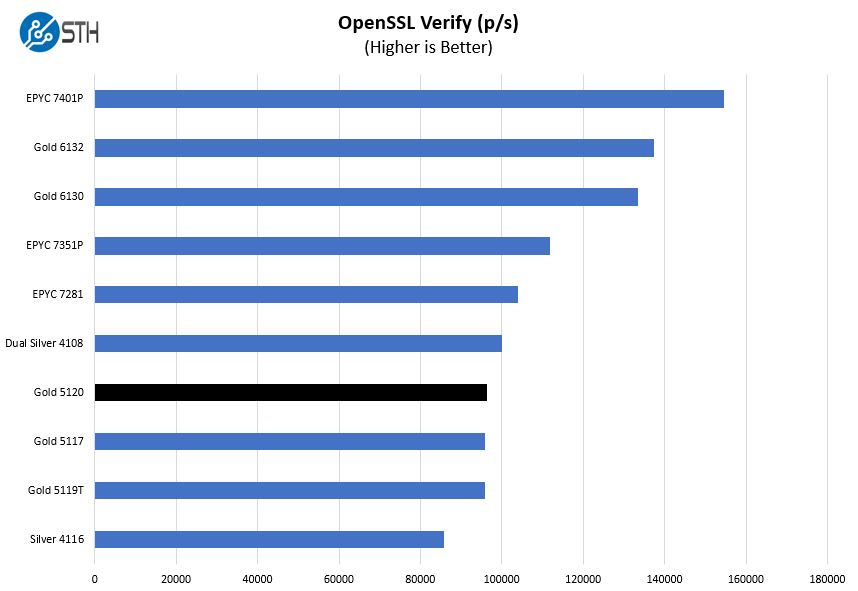 STH
OpenSSL Verify (p/s)
(Higher is Better)
EPYC 7401P
Gold 6132
Gold 6130
EPYC 7351P
EPYC 7281
Dual Silver 4108
Gold 5120
Gold 5117
Gold 5119T
Silver 4116
0 20000 40000 60000 80000 100000 120000 140000 160000 180000